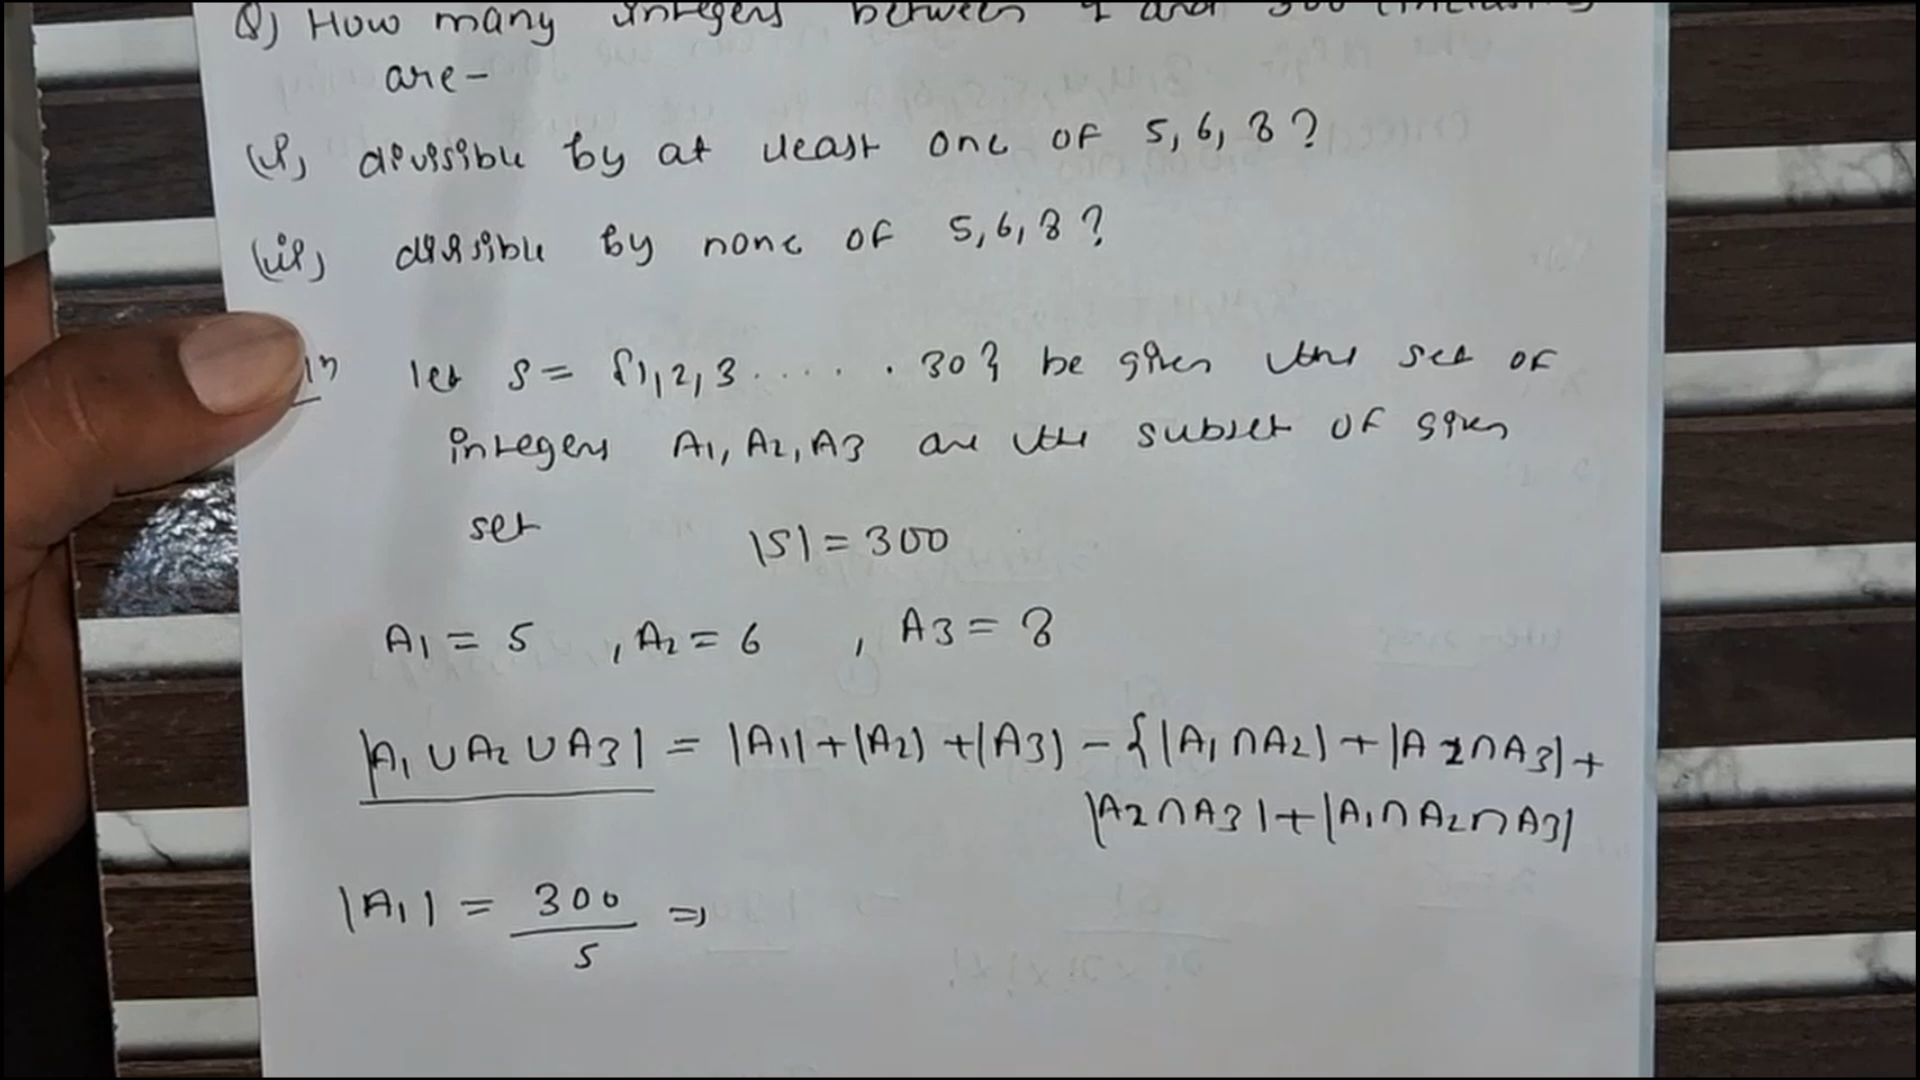 Q) How many integers between 1 and 300 (inclusive
are-
(i) divisible by at least one of 5, 6, 8?
(ii) divisible by none of 5, 6, 8?
let S = {1, 2, 3 . . . . . . 30} be given the set of
integers A1, A2, A3 are the subset of given
set
|S| = 300
A1 = 5 , A2 = 6 , A3 = 8
|A1 ∪ A2 ∪ A3| = |A1| + |A2| + |A3| - {|A1 ∩ A2| + |A2 ∩ A3| +
|A2 ∩ A3| + |A1 ∩ A2 ∩ A3|
|A1| = 300 ⇒
5